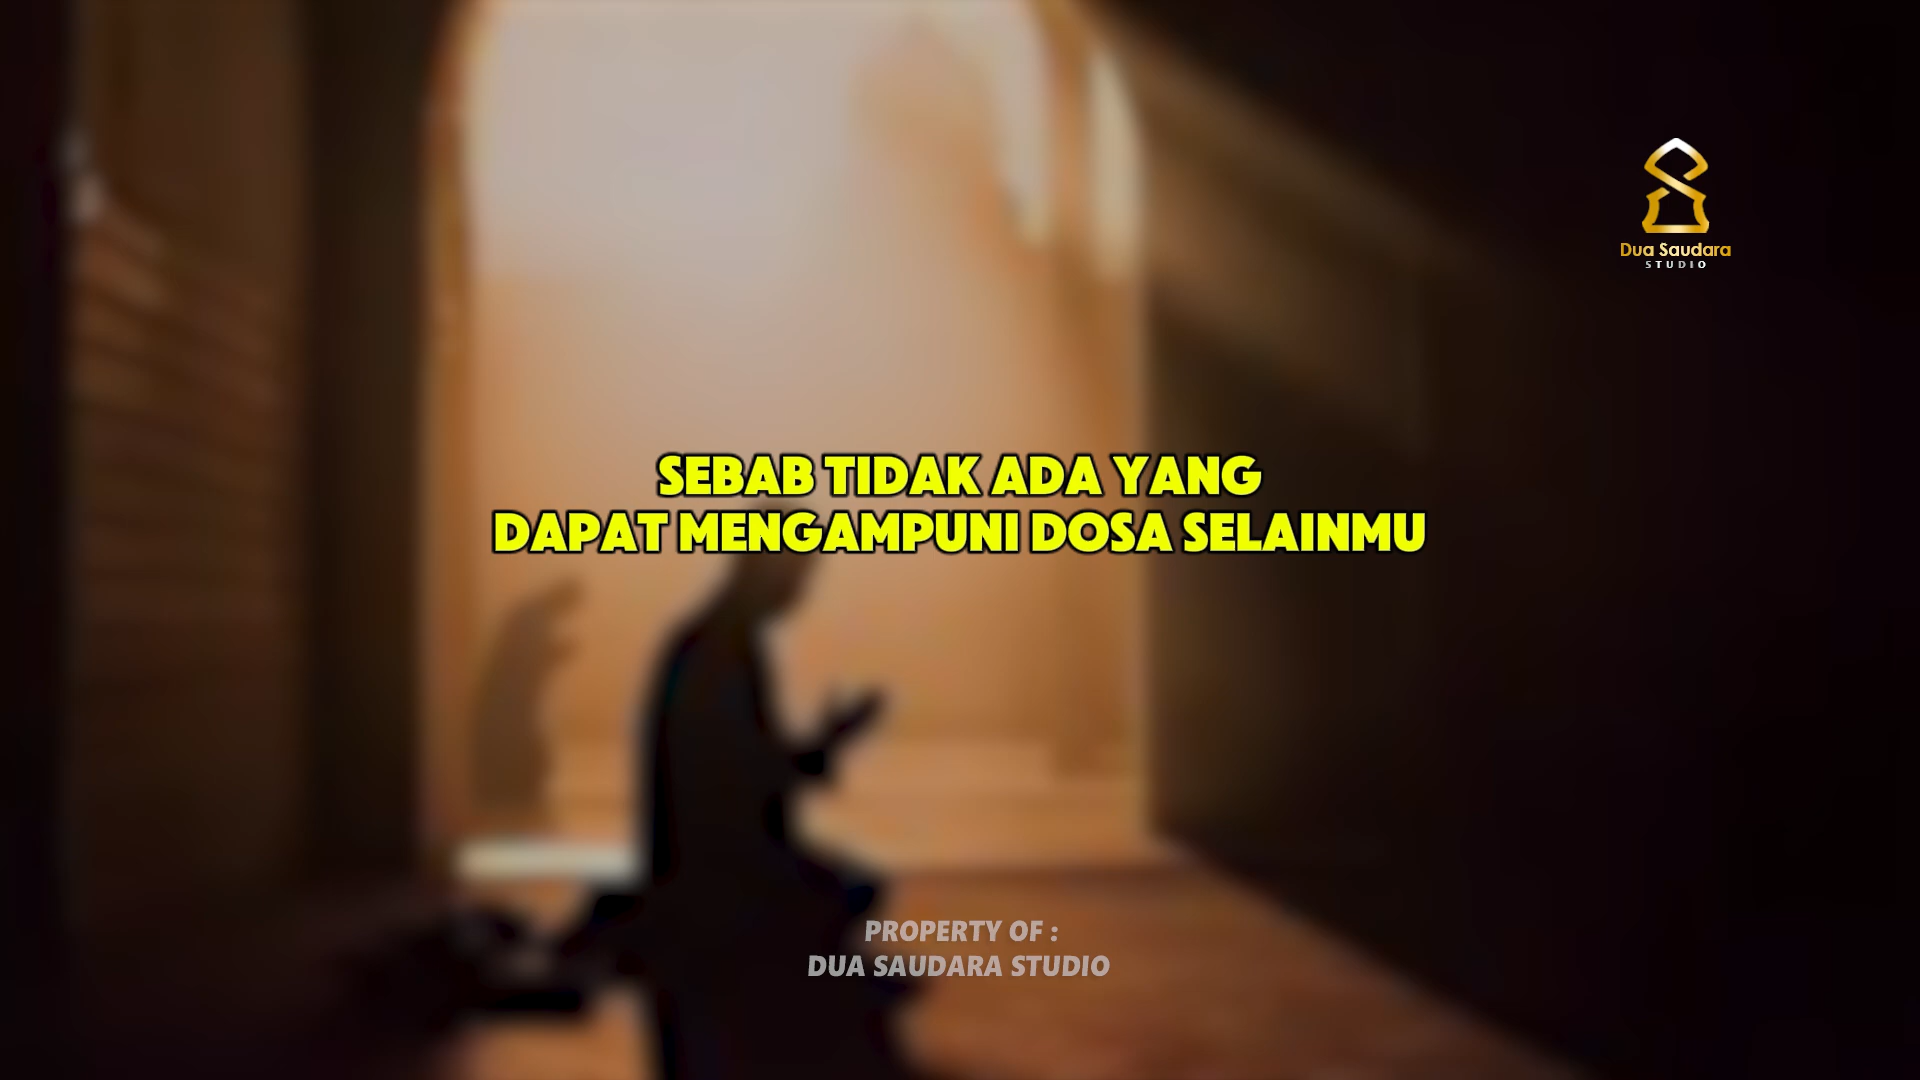 Dua Saudara
STUDIO
SEBAB TIDAK ADA YANG
DAPAT MENGAMPUNI DOSA SELAINMU
PROPERTY OF :
DUA SAUDARA STUDIO